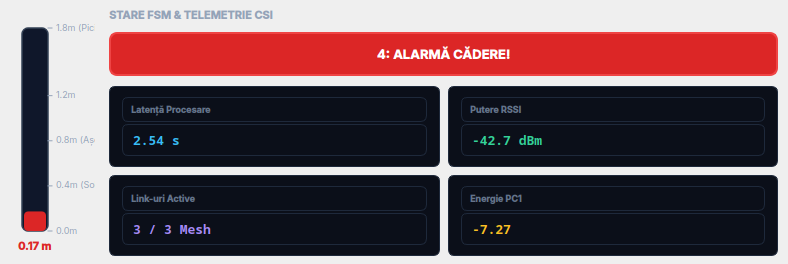 STARE FSM & TELEMETRIE CSI
4: ALARMĂ CĂDERE!
1.8m (Pic
1.2m
0.8m (Aș
0.4m (So
0.0m
0.17 m
Latență Procesare
2.54 s
Putere RSSI
-42.7 dBm
Link-uri Active
3 / 3 Mesh
Energie PC1
-7.27